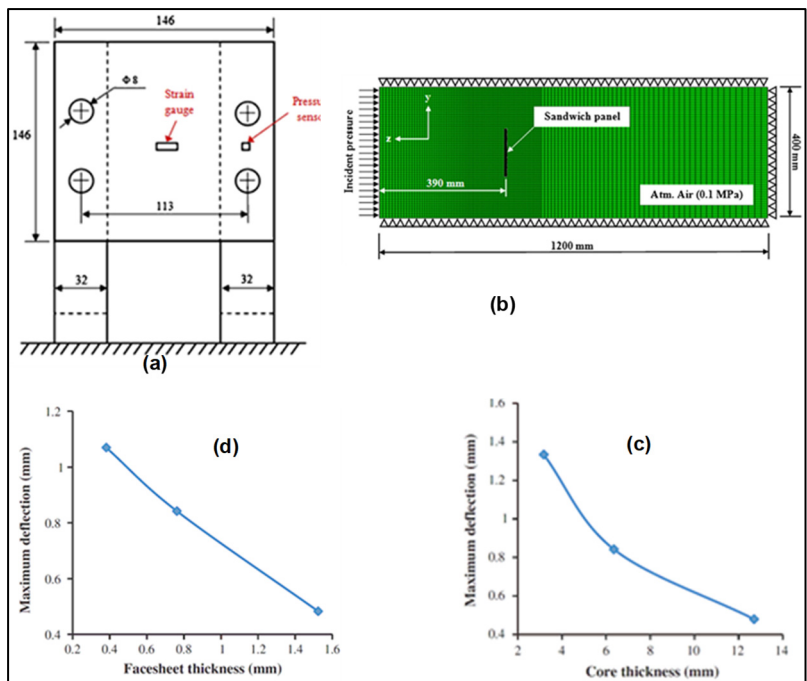 146
Φ8
Strain
gauge
Pressu
senso
146
113
32
32
(a)
y
z
Sandwich panel
Incident pressure
390 mm
Atm. Air (0.1 MPa)
400 mm
1200 mm
(b)
(d)
Maximum deflection (mm)
1.2
1
0.8
0.6
0.4
0.2 0.4 0.6 0.8 1 1.2 1.4 1.6
Facesheet thickness (mm)
(c)
Maximum deflection (mm)
1.6
1.4
1.2
1
0.8
0.6
0.4
2 4 6 8 10 12 14
Core thickness (mm)